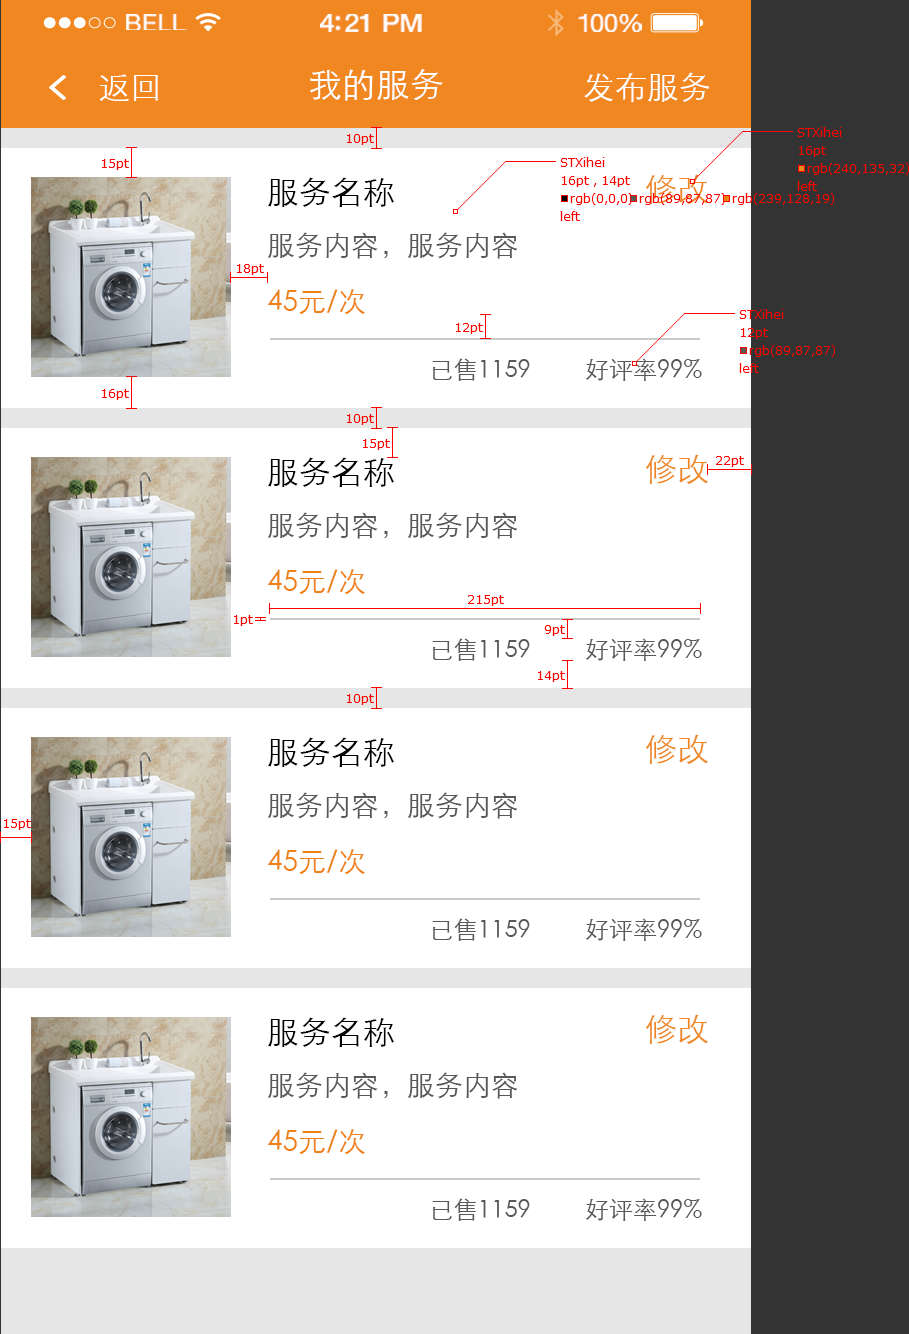 BELL 4:21 PM 100%
返回 我的服务 发布服务
10pt
STXihei
16pt
rgb(240,135,32)
left
15pt
STXihei
16pt , 14pt
rgb(0,0,0) rgb(89,87,87) rgb(239,128,19)
left
服务名称 修改
服务内容，服务内容
18pt
45元/次
12pt
STXihei
12pt
rgb(89,87,87)
left
已售1159 好评率99%
16pt
10pt
15pt
服务名称 修改
22pt
服务内容，服务内容
45元/次
215pt
1pt
9pt
已售1159 好评率99%
14pt
10pt
服务名称 修改
服务内容，服务内容
15pt
45元/次
已售1159 好评率99%
服务名称 修改
服务内容，服务内容
45元/次
已售1159 好评率99%